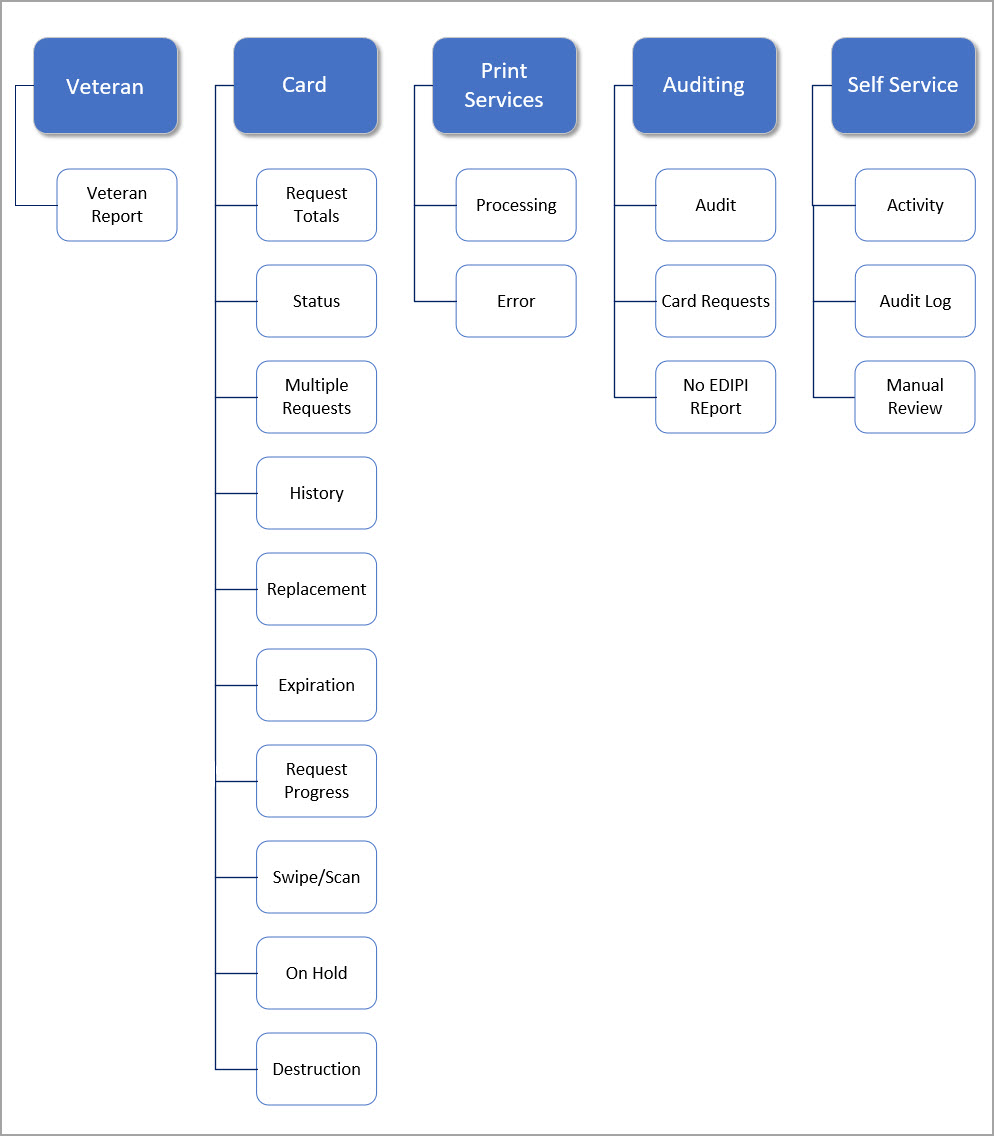 Veteran
Veteran
Report
Card
Request
Totals
Status
Multiple
Requests
History
Replacement
Expiration
Request
Progress
Swipe/Scan
On Hold
Destruction
Print
Services
Processing
Error
Auditing
Audit
Card Requests
No EDIPI
REport
Self Service
Activity
Audit Log
Manual
Review